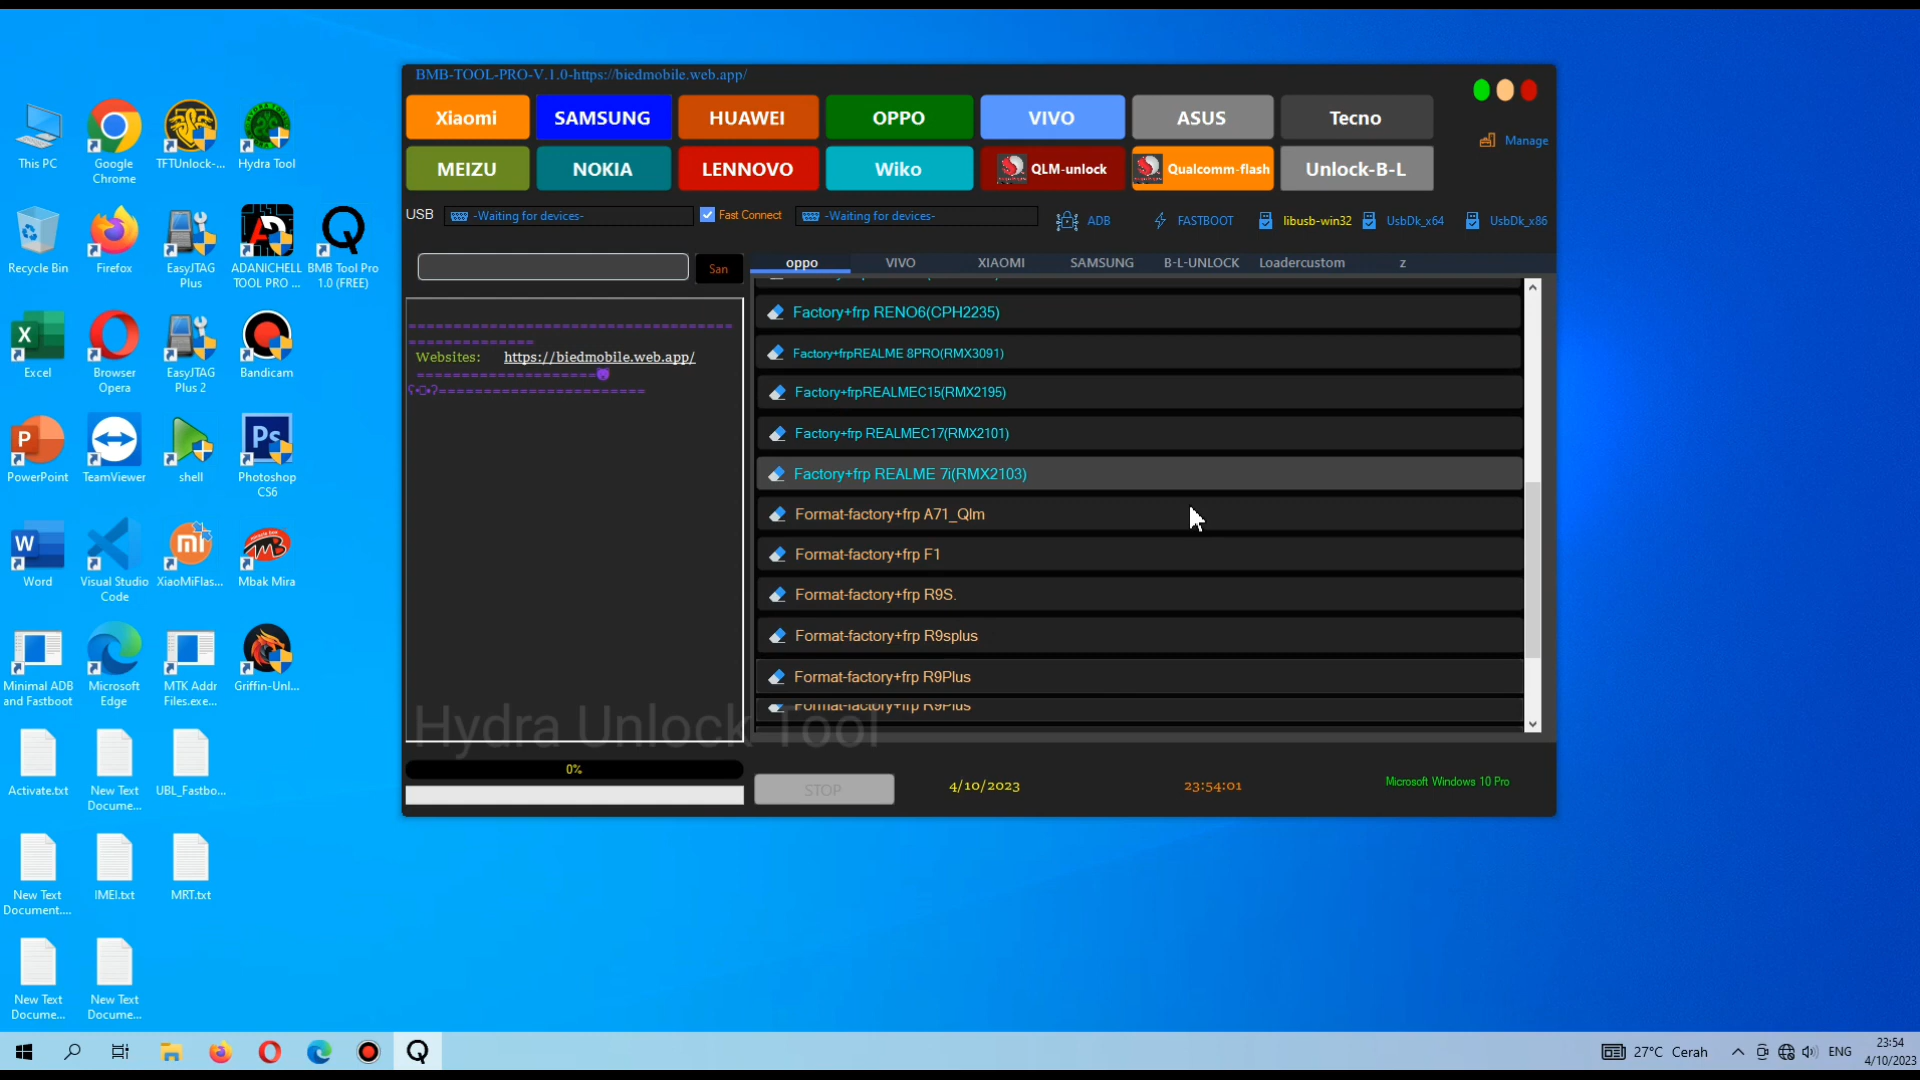 BMB-TOOL-PRO-V.1.0-https://biedmobile.web.app/
Xiaomi
SAMSUNG
HUAWEI
OPPO
VIVO
ASUS
Tecno
Manage
MEIZU
NOKIA
LENNOVO
Wiko
QLM-unlock
Qualcomm-flash
Unlock-B-L
USB
-Waiting for devices-
Fast Connect
-Waiting for devices-
ADB
FASTBOOT
libusb-win32
UsbDk_x64
UsbDk_x86
San
oppo
VIVO
XIAOMI
SAMSUNG
B-L-UNLOCK
Loadercustom
z
Websites: https://biedmobile.web.app/
Factory+frp RENO6(CPH2235)
Factory+frpREALME 8PRO(RMX3091)
Factory+frpREALMEC15(RMX2195)
Factory+frp REALMEC17(RMX2101)
Factory+frp REALME 7i(RMX2103)
Format-factory+frp A71_Qlm
Format-factory+frp F1
Format-factory+frp R9S.
Format-factory+frp R9splus
Format-factory+frp R9Plus
Format-factory+frp R9Plus
Hydra Unlock Tool
0%
STOP
4/10/2023
23:54:01
Microsoft Windows 10 Pro
This PC
Google
Chrome
TFTUnlock-...
Hydra Tool
Recycle Bin
Firefox
EasyJTAG
Plus
ADANICHELL
TOOL PRO ...
BMB Tool Pro
1.0 (FREE)
Excel
Browser
Opera
EasyJTAG
Plus 2
Bandicam
PowerPoint
TeamViewer
shell
Photoshop
CS6
Word
Visual Studio
Code
XiaoMiFlas...
Mbak Mira
Minimal ADB
and Fastboot
Microsoft
Edge
MTK Addr
Files.exe...
Griffin-Unl...
Activate.txt
New Text
Docume...
UBL_Fastbo...
New Text
Document....
IMEI.txt
MRT.txt
New Text
Docume...
New Text
Docume...
27°C Cerah
ENG
23:54
4/10/2023